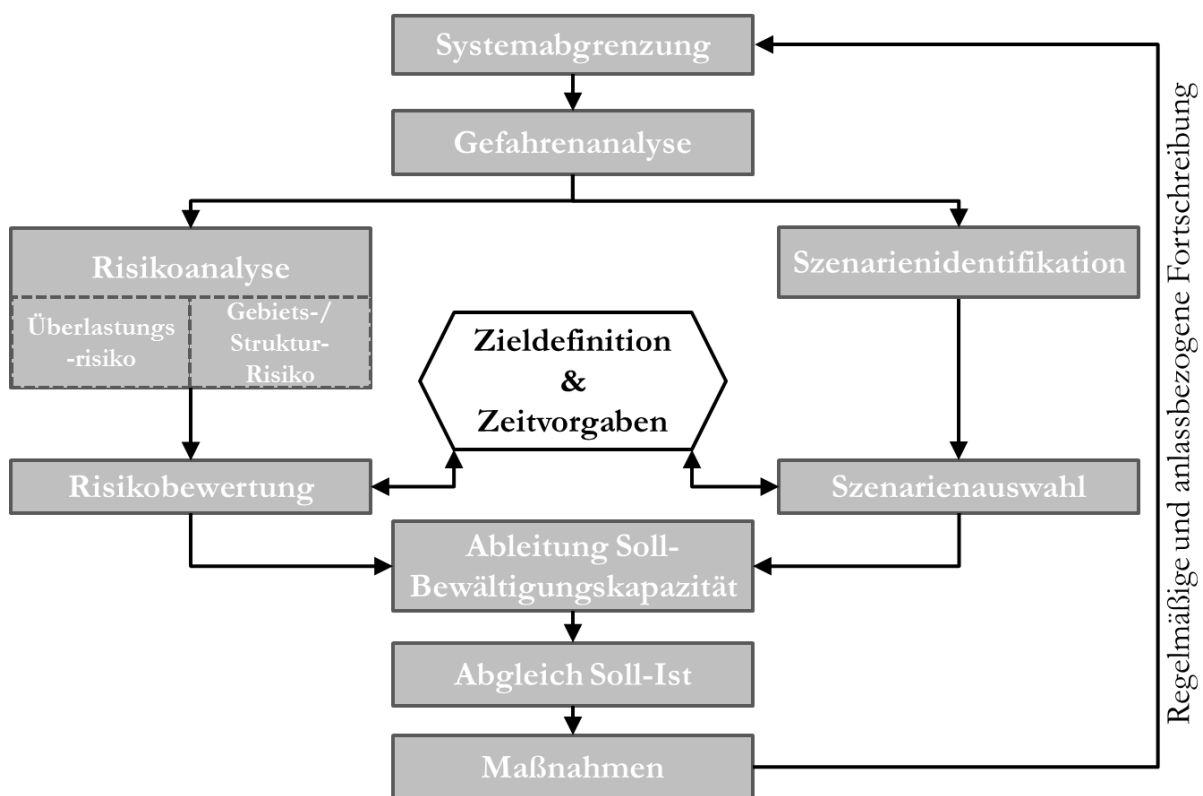 Systemabgrenzung
Gefahrenanalyse
Risikoanalyse
Überlastungs
-risiko
Gebiets-/
Struktur-
Risiko
Szenarienidentifikation
Zieldefinition
&
Zeitvorgaben
Risikobewertung
Szenarienauswahl
Ableitung Soll-
Bewältigungskapazität
Abgleich Soll-Ist
Maßnahmen
Regelmäßige und anlassbezogene Fortschreibung